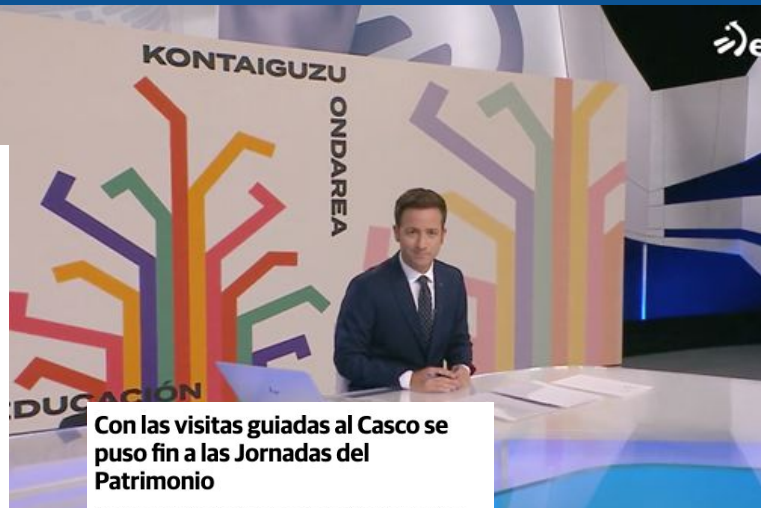 KONTAIGUZU
ONDAREA
EDUCACIÓN
Con las visitas guiadas al Casco se
puso fin a las Jornadas del
Patrimonio